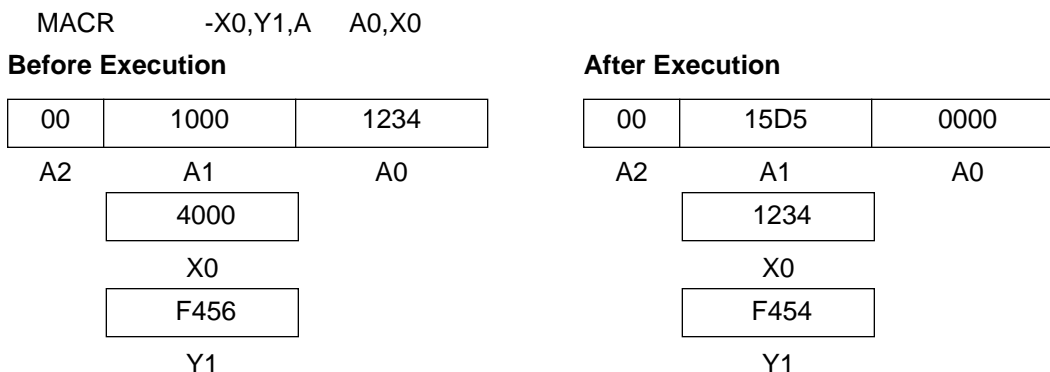 MACR -X0,Y1,A A0,X0
Before Execution After Execution
00 1000 1234 00 15D5 0000
A2 A1 A0 A2 A1 A0
4000 1234
X0 X0
F456 F454
Y1 Y1